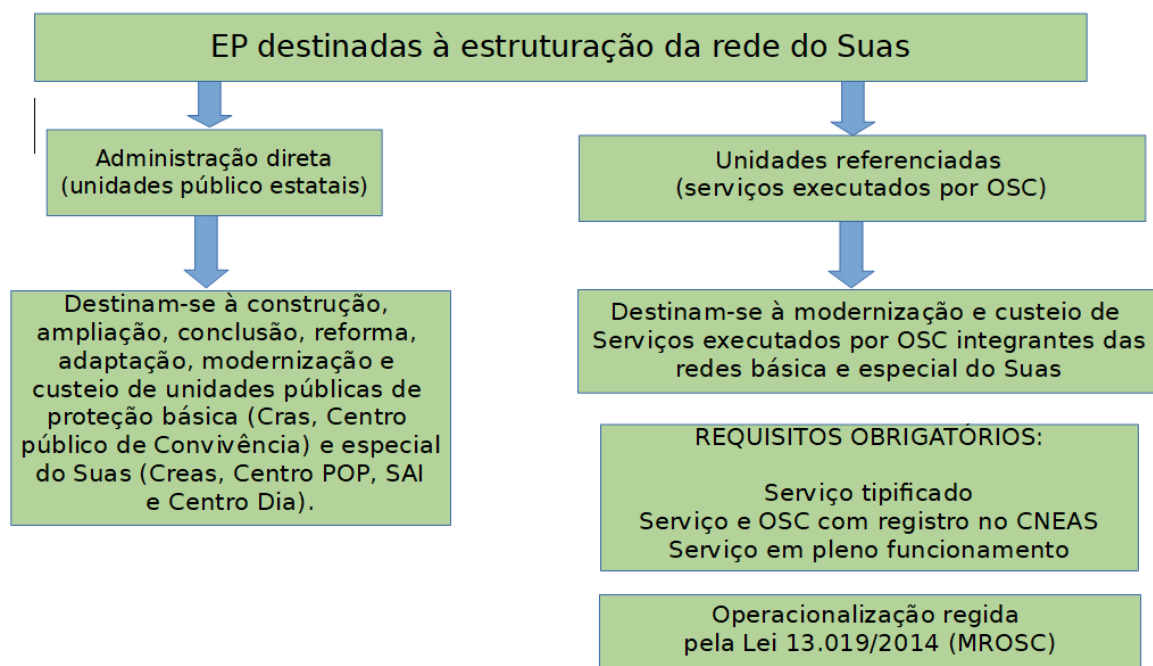 EP destinadas à estruturação da rede do Suas
Administração direta
(unidades público estatais)
Destinam-se à construção,
ampliação, conclusão, reforma,
adaptação, modernização e
custeio de unidades públicas de
proteção básica (Cras, Centro
público de Convivência) e especial
do Suas (Creas, Centro POP, SAI
e Centro Dia).
Unidades referenciadas
(serviços executados por OSC)
Destinam-se à modernização e custeio de
Serviços executados por OSC integrantes das
redes básica e especial do Suas
REQUISITOS OBRIGATÓRIOS:
Serviço tipificado
Serviço e OSC com registro no CNEAS
Serviço em pleno funcionamento
Operacionalização regida
pela Lei 13.019/2014 (MROSC)